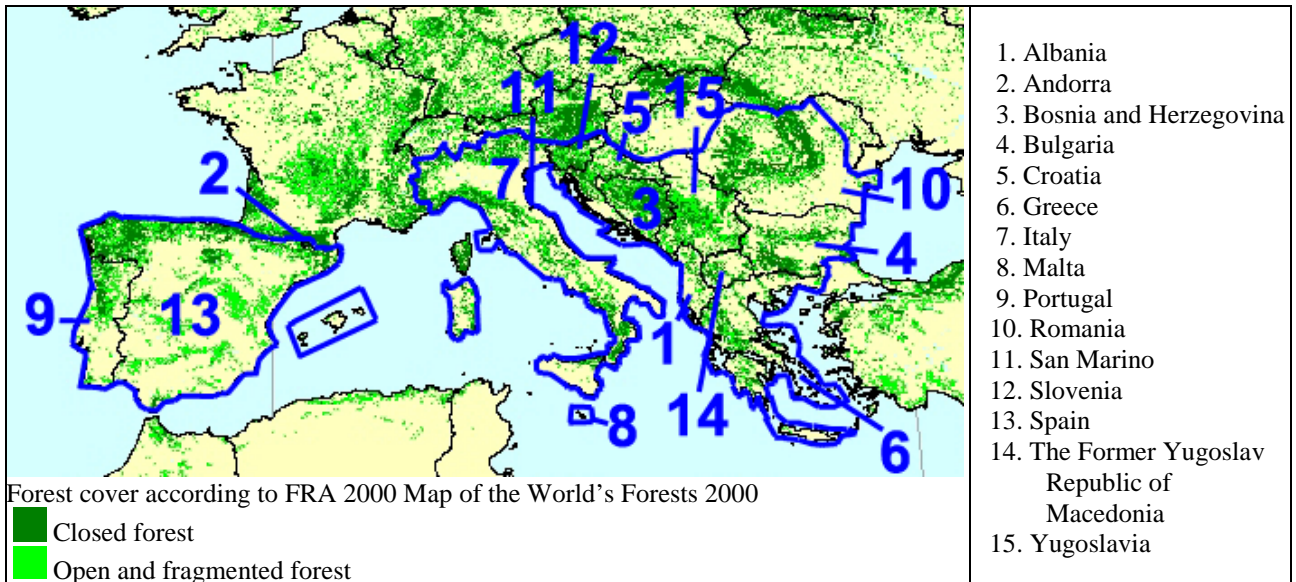 12
11
5
15
2
7
3
10
4
9
13
1
14
8
6
Forest cover according to FRA 2000 Map of the World's Forests 2000
Closed forest
Open and fragmented forest
1. Albania
2. Andorra
3. Bosnia and Herzegovina
4. Bulgaria
5. Croatia
6. Greece
7. Italy
8. Malta
9. Portugal
10. Romania
11. San Marino
12. Slovenia
13. Spain
14. The Former Yugoslav
Republic of
Macedonia
15. Yugoslavia